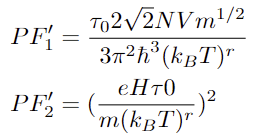 PF'_1 = \frac{\tau_0 2\sqrt{2} N V m^{1/2}}{3\pi^2 \hbar^3 (k_B T)^r}
PF'_2 = (\frac{eH\tau 0}{m(k_B T)^r})^2